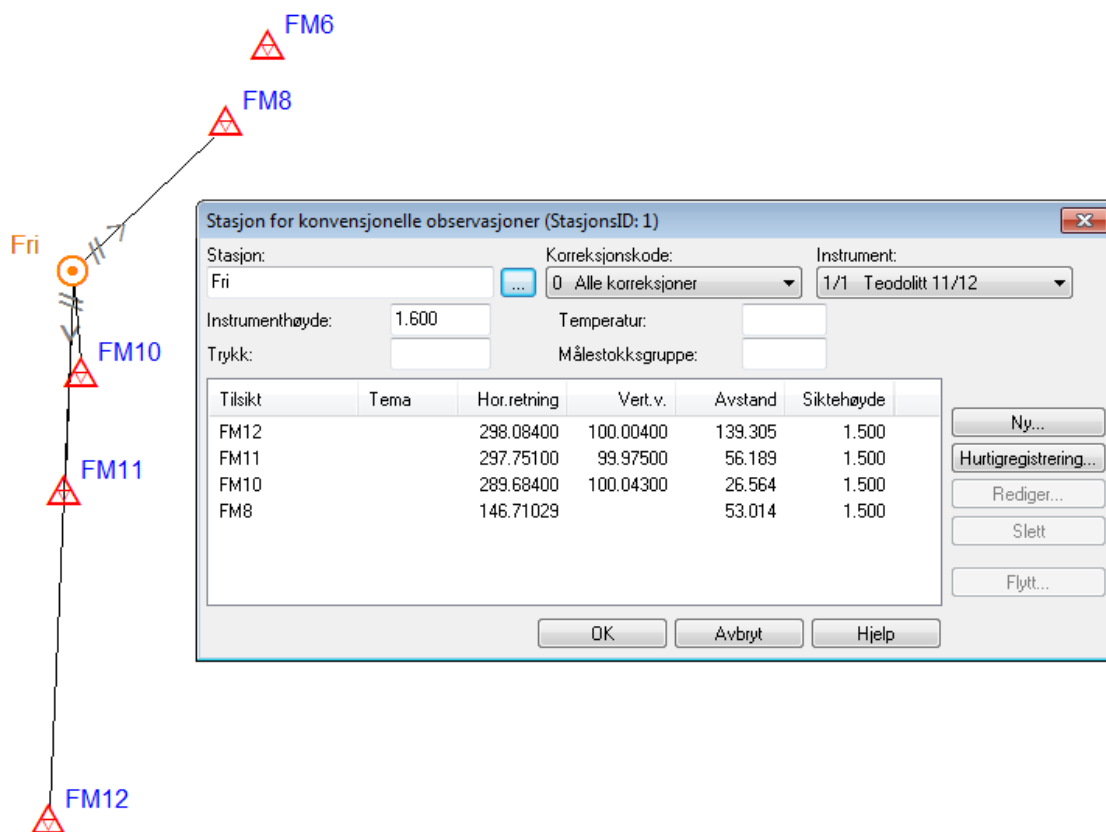 FM6
FM8
Fri
FM10
FM11
FM12
Stasjon for konvensjonelle observasjoner (StasjonsID: 1)
Stasjon: Korreksjonskode: Instrument:
Fri ... 0 Alle korreksjoner 1/1 Teodolitt 11/12
Instrumenthøyde: 1.600 Temperatur:
Trykk: Målestokksgruppe:
Tilsikt Tema Hor.retning Vert.v. Avstand Siktehøyde
FM12 298.08400 100.00400 139.305 1.500
FM11 297.75100 99.97500 56.189 1.500
FM10 289.68400 100.04300 26.564 1.500
FM8 146.71029 53.014 1.500
Ny...
Hurtigregistrering...
Rediger...
Slett
Flytt...
OK Avbryt Hjelp